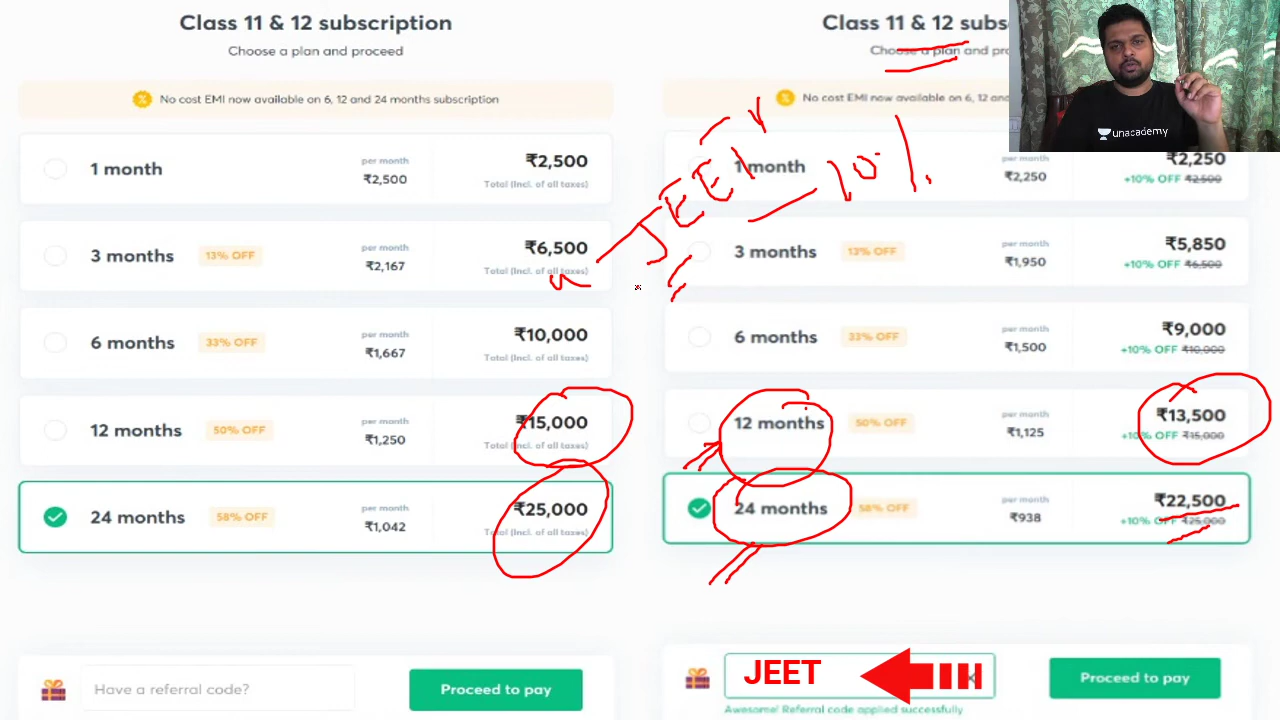 Class 11 & 12 subscription
Choose a plan and proceed
No cost EMI now available on 6, 12 and 24 months subscription
1 month
per month
₹2,500
₹2,500
Total (Incl. of all taxes)
3 months
13% OFF
per month
₹2,167
₹6,500
Total (Incl. of all taxes)
6 months
33% OFF
per month
₹1,667
₹10,000
Total (Incl. of all taxes)
12 months
50% OFF
per month
₹1,250
₹15,000
Total (Incl. of all taxes)
24 months
58% OFF
per month
₹1,042
₹25,000
Total (Incl. of all taxes)
Have a referral code?
Proceed to pay
Class 11 & 12 subs
Choose a plan and pro
No cost EMI now available on 6, 12 and
unacademy
JEET
10%
1 month
per month
₹2,250
₹2,250
+10% OFF ₹2,500
3 months
13% OFF
per month
₹1,950
₹5,850
+10% OFF ₹6,500
6 months
33% OFF
per month
₹1,500
₹9,000
+10% OFF ₹10,000
12 months
50% OFF
per month
₹1,125
₹13,500
+10% OFF ₹15,000
24 months
58% OFF
per month
₹938
₹22,500
+10% OFF ₹25,000
JEET
Awesome! Referral code applied successfully
Proceed to pay